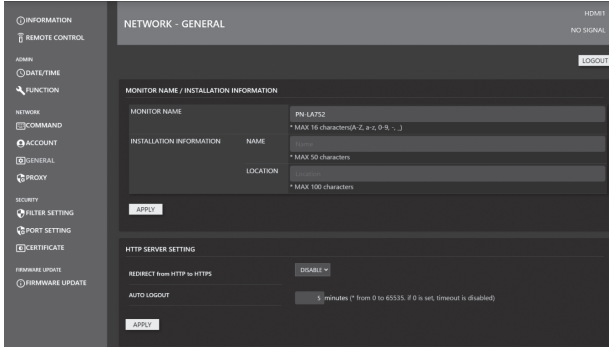 INFORMATION
REMOTE CONTROL
ADMIN
DATE/TIME
FUNCTION
NETWORK
COMMAND
ACCOUNT
GENERAL
PROXY
SECURITY
FILTER SETTING
PORT SETTING
CERTIFICATE
FIRMWARE UPDATE
FIRMWARE UPDATE
NETWORK - GENERAL
HDMI1
NO SIGNAL
LOGOUT
MONITOR NAME / INSTALLATION INFORMATION
MONITOR NAME
PN-LA752
* MAX 16 characters(A-Z, a-z, 0-9, -, _)
INSTALLATION INFORMATION NAME
Name
* MAX 50 characters
LOCATION
Location
* MAX 100 characters
APPLY
HTTP SERVER SETTING
REDIRECT from HTTP to HTTPS DISABLE
AUTO LOGOUT 5 minutes (* from 0 to 65535, if 0 is set, timeout is disabled)
APPLY